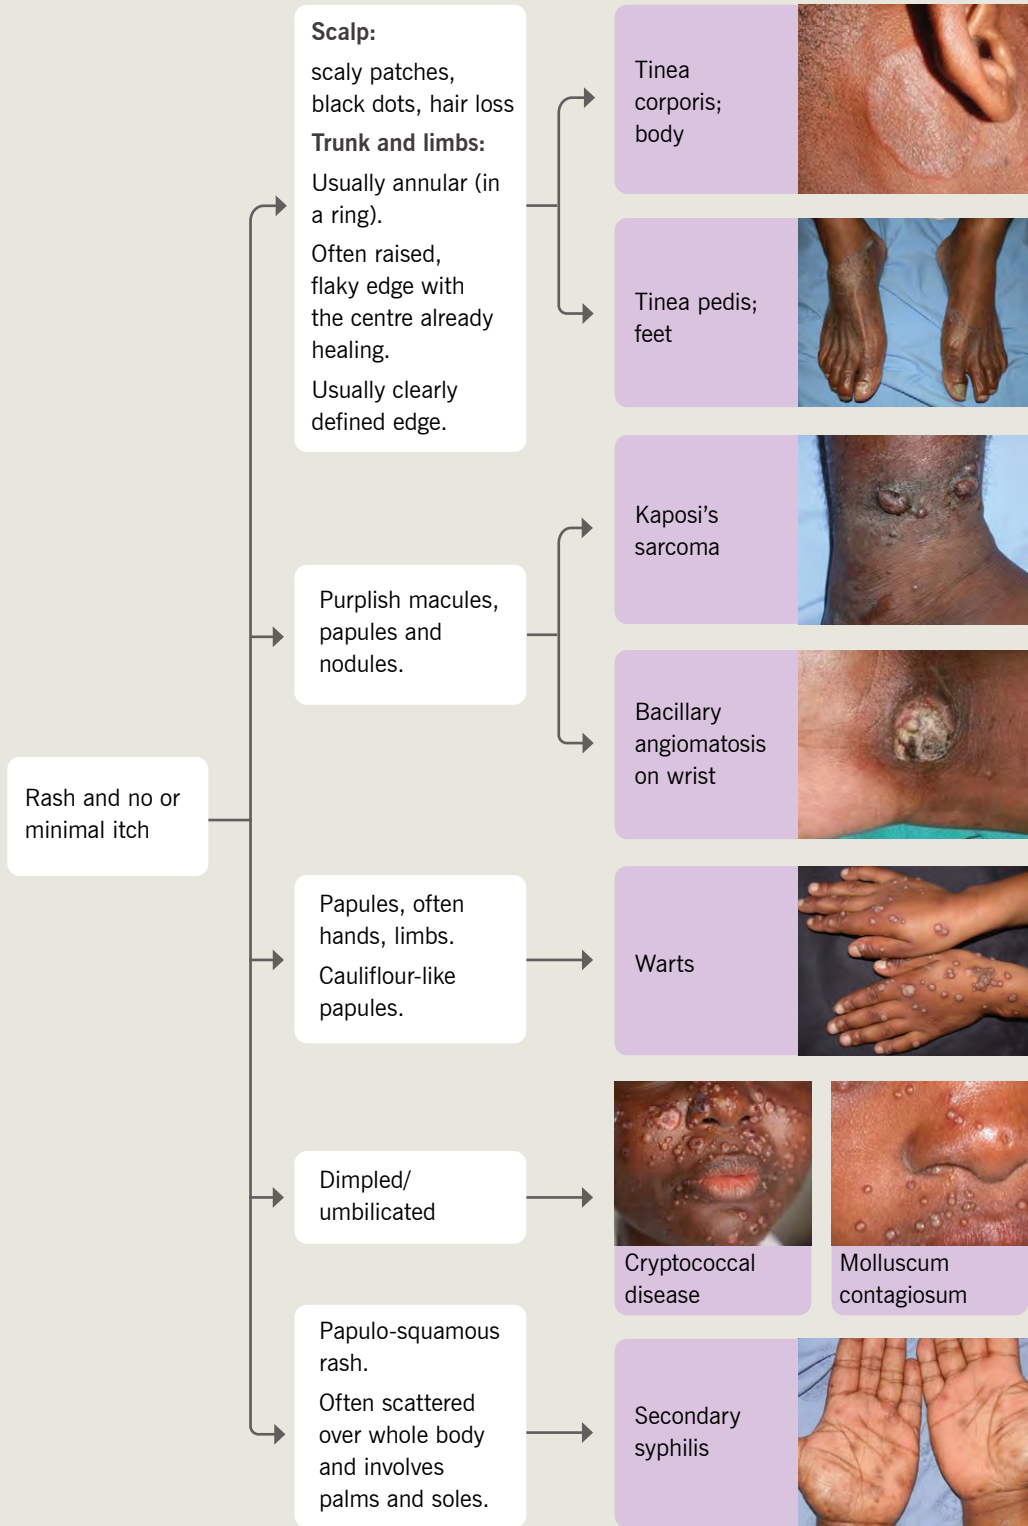 Rash and no or
minimal itch
Scalp:
scaly patches,
black dots, hair loss
Trunk and limbs:
Usually annular (in
a ring).
Often raised,
flaky edge with
the centre already
healing.
Usually clearly
defined edge.
Tinea
corporis;
body
Tinea pedis;
feet
Purplish macules,
papules and
nodules.
Kaposi's
sarcoma
Bacillary
angiomatosis
on wrist
Papules, often
hands, limbs.
Cauliflour-like
papules.
Warts
Dimpled/
umbilicated
Cryptococcal
disease
Molluscum
contagiosum
Papulo-squamous
rash.
Often scattered
over whole body
and involves
palms and soles.
Secondary
syphilis